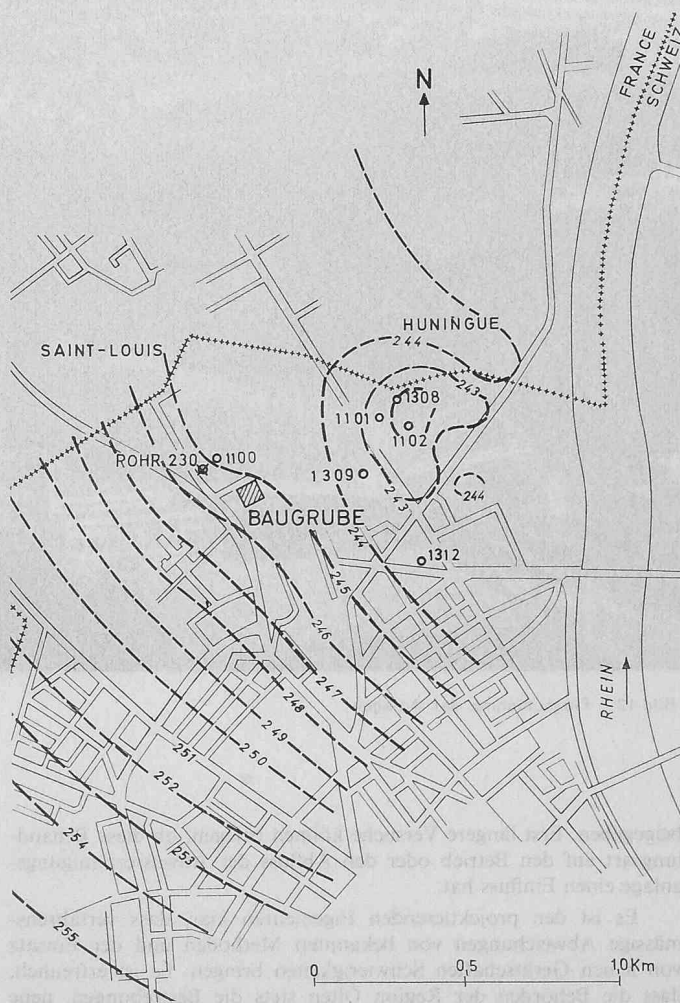 FRANCE
SCHWEIZ
N
HUNINGUE
244
SAINT-LOUIS
243
1308
1101
1102
ROHR 230
1100
1309
243
244
BAUGRUBE
244
1312
245
246
247
RHEIN
248
249
250
251
252
253
254
255
0
0,5
1,0 Km